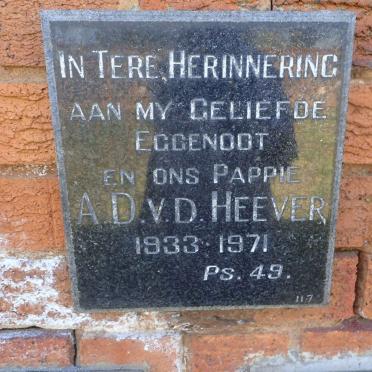 IN TERE HERINNERING
AAN MY GELIEFDE
EGGENOOT
EN ONS PAPPIE
A.D.V.D. HEEVER
1933-1971
Ps. 49.
117